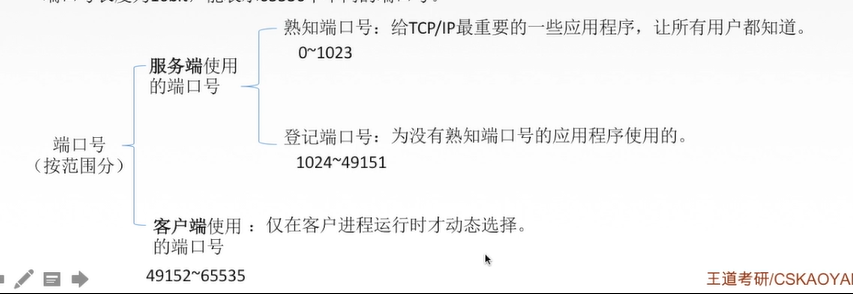 服务端使用
的端口号
熟知端口号：给TCP/IP最重要的一些应用程序，让所有用户都知道。
0~1023
登记端口号：为没有熟知端口号的应用程序使用的。
1024~49151
端口号
（按范围分）
客户端使用
的端口号
：仅在客户进程运行时才动态选择。
49152~65535
王道考研/CSKAOYA